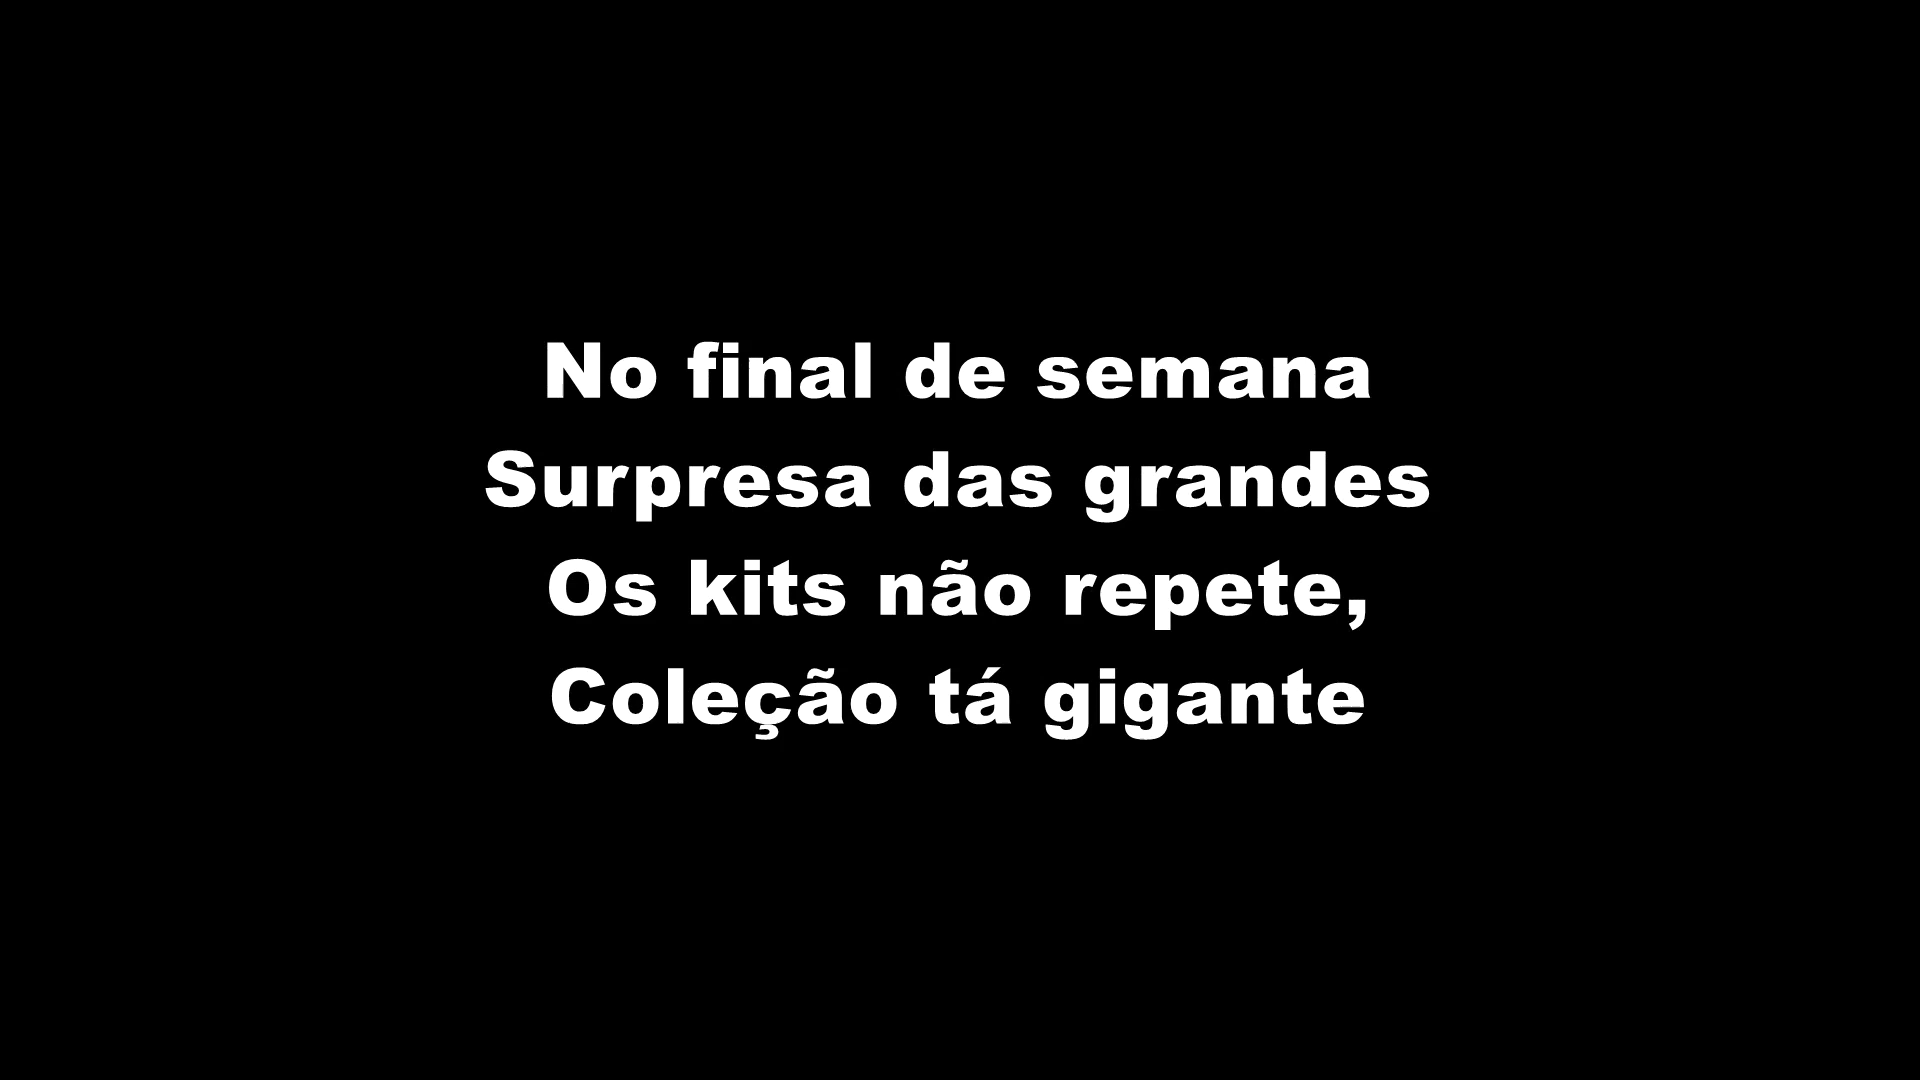 No final de semana
Surpresa das grandes
Os kits não repete,
Coleção tá gigante